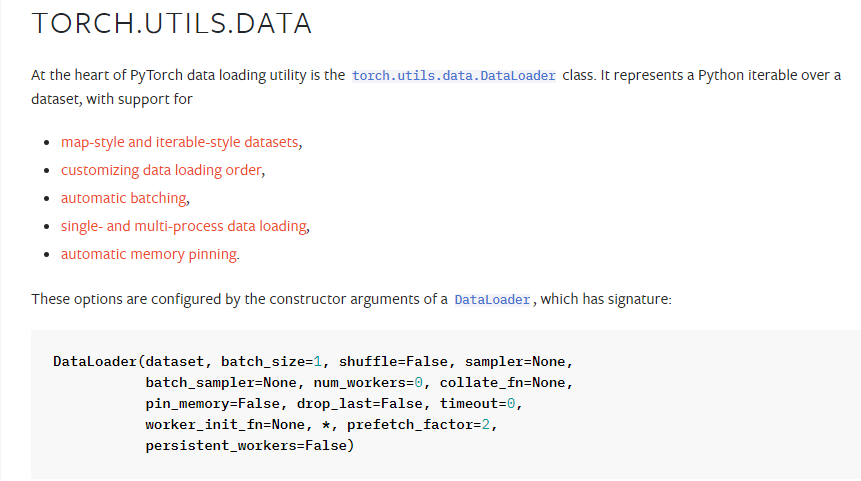 TORCH.UTILS.DATA
At the heart of PyTorch data loading utility is the torch.utils.data.DataLoader class. It represents a Python iterable over a
dataset, with support for
• map-style and iterable-style datasets,
• customizing data loading order,
• automatic batching,
• single- and multi-process data loading,
• automatic memory pinning.
These options are configured by the constructor arguments of a DataLoader, which has signature:
DataLoader(dataset, batch_size=1, shuffle=False, sampler=None,
           batch_sampler=None, num_workers=0, collate_fn=None,
           pin_memory=False, drop_last=False, timeout=0,
           worker_init_fn=None, *, prefetch_factor=2,
           persistent_workers=False)